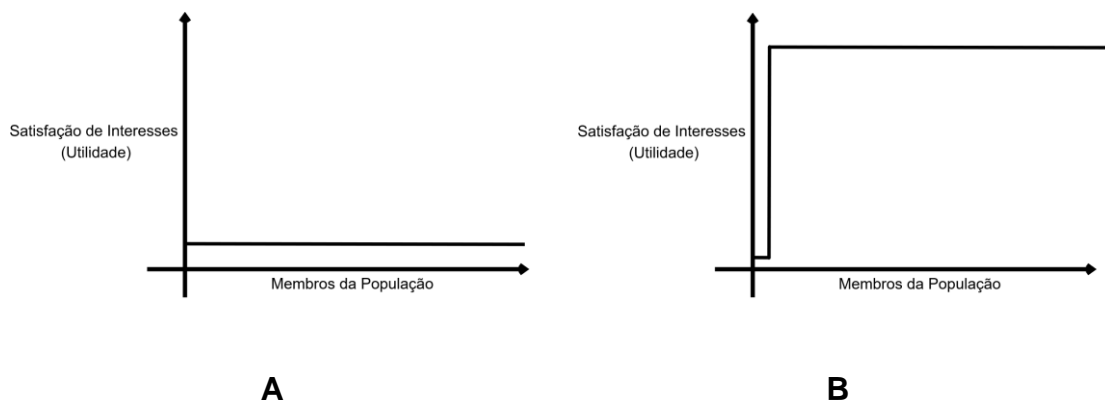 Satisfação de Interesses
(Utilidade)
Membros da População
A
Satisfação de Interesses
(Utilidade)
Membros da População
B